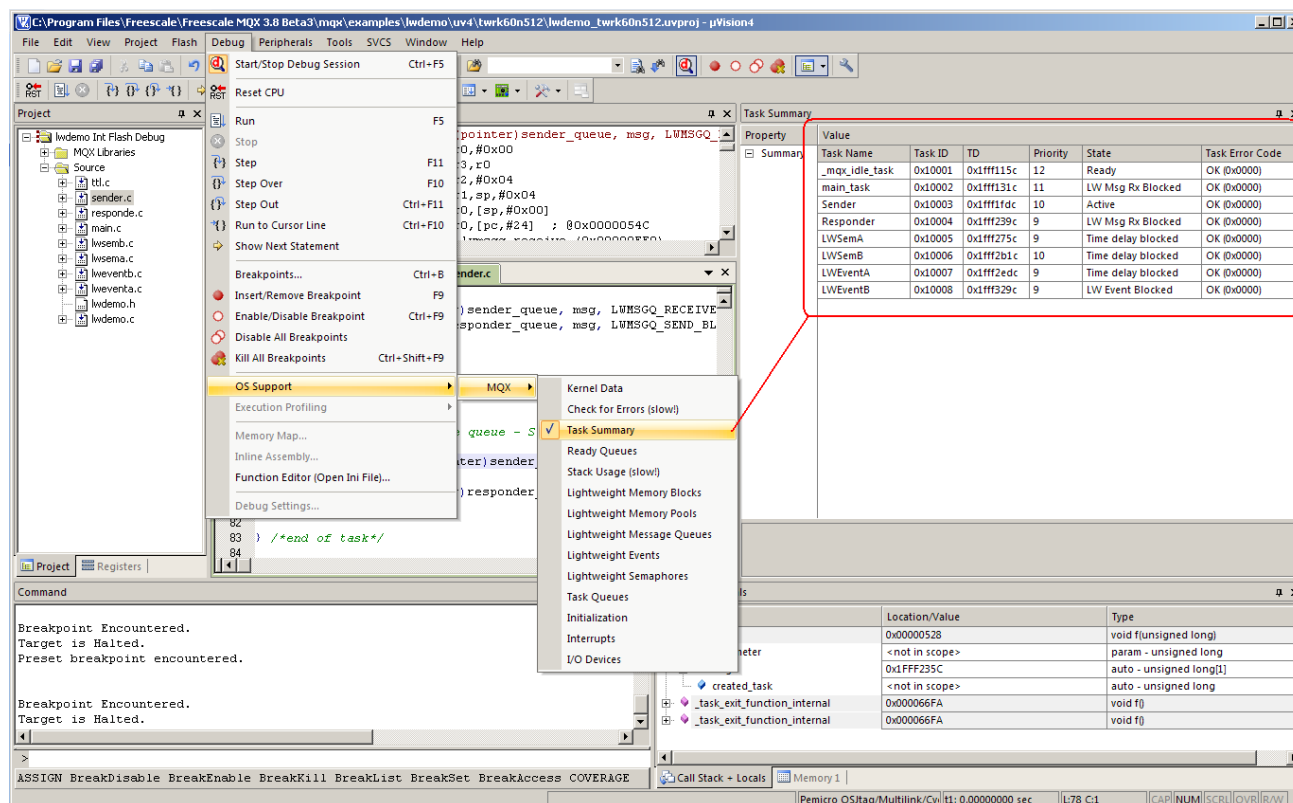 C:\Program Files\Freescale\Freescale MQX 3.8 Beta3\mqx\examples\lwdemo\uv4\twrk60n512\lwdemo_twrk60n512.uvproj - µVision4
File Edit View Project Flash Debug Peripherals Tools SVCS Window Help
Start/Stop Debug Session Ctrl+F5
Reset CPU
Run F5
Stop
Step F11
Step Over F10
Step Out Ctrl+F11
Run to Cursor Line Ctrl+F10
Show Next Statement
Breakpoints... Ctrl+B
Insert/Remove Breakpoint F9
Enable/Disable Breakpoint Ctrl+F9
Disable All Breakpoints
Kill All Breakpoints Ctrl+Shift+F9
OS Support
Execution Profiling
Memory Map...
Inline Assembly...
Function Editor (Open Ini File)...
Debug Settings...
MQX
Kernel Data
Check for Errors (slow!)
Task Summary
Ready Queues
Stack Usage (slow!)
Lightweight Memory Blocks
Lightweight Memory Pools
Lightweight Message Queues
Lightweight Events
Lightweight Semaphores
Task Queues
Initialization
Interrupts
I/O Devices
RST
RST
Project
lwdemo Int Flash Debug
MQX Libraries
Source
ttl.c
sender.c
responde.c
main.c
lwsemb.c
lwsema.c
lweventb.c
lweventa.c
lwdemo.h
lwdemo.c
Project Registers
pointer)sender_queue, msg, LWMSGQ_
r0,#0x00
r3,r0
r2,#0x04
r1,sp,#0x04
r0,[sp,#0x00]
r0,[pc,#24] ; @0x0000054C
ender.c
)sender_queue, msg, LWMSGQ_RECEIVE
esponder_queue, msg, LWMSGQ_SEND_BL
queue - S
ter)sender_
)responder_
82
83 } /*end of task*/
84
Task Summary
Property Value
Summary Task Name Task ID TD Priority State Task Error Code
_mqx_idle_task 0x10001 0x1fff115c 12 Ready OK (0x0000)
main_task 0x10002 0x1fff131c 11 LW Msg Rx Blocked OK (0x0000)
Sender 0x10003 0x1fff1fdc 10 Active OK (0x0000)
Responder 0x10004 0x1fff239c 9 LW Msg Rx Blocked OK (0x0000)
LWSemA 0x10005 0x1fff275c 9 Time delay blocked OK (0x0000)
LWSemB 0x10006 0x1fff2b1c 10 Time delay blocked OK (0x0000)
LWEventA 0x10007 0x1fff2edc 9 Time delay blocked OK (0x0000)
LWEventB 0x10008 0x1fff329c 9 LW Event Blocked OK (0x0000)
Command
Breakpoint Encountered.
Target is Halted.
Preset breakpoint encountered.
Breakpoint Encountered.
Target is Halted.
>
ASSIGN BreakDisable BreakEnable BreakKill BreakList BreakSet BreakAccess COVERAGE
ls
Location/Value Type
0x00000528 void f(unsigned long)
neter <not in scope> param - unsigned long
0x1FFF235C auto - unsigned long[1]
created_task <not in scope> auto - unsigned long
_task_exit_function_internal 0x000066FA void f()
_task_exit_function_internal 0x000066FA void f()
Call Stack + Locals Memory 1
Pemicro OSJtag/Multilink/Cy t1: 0.00000000 sec L:78 C:1 CAP NUM SCRL OVR R/W